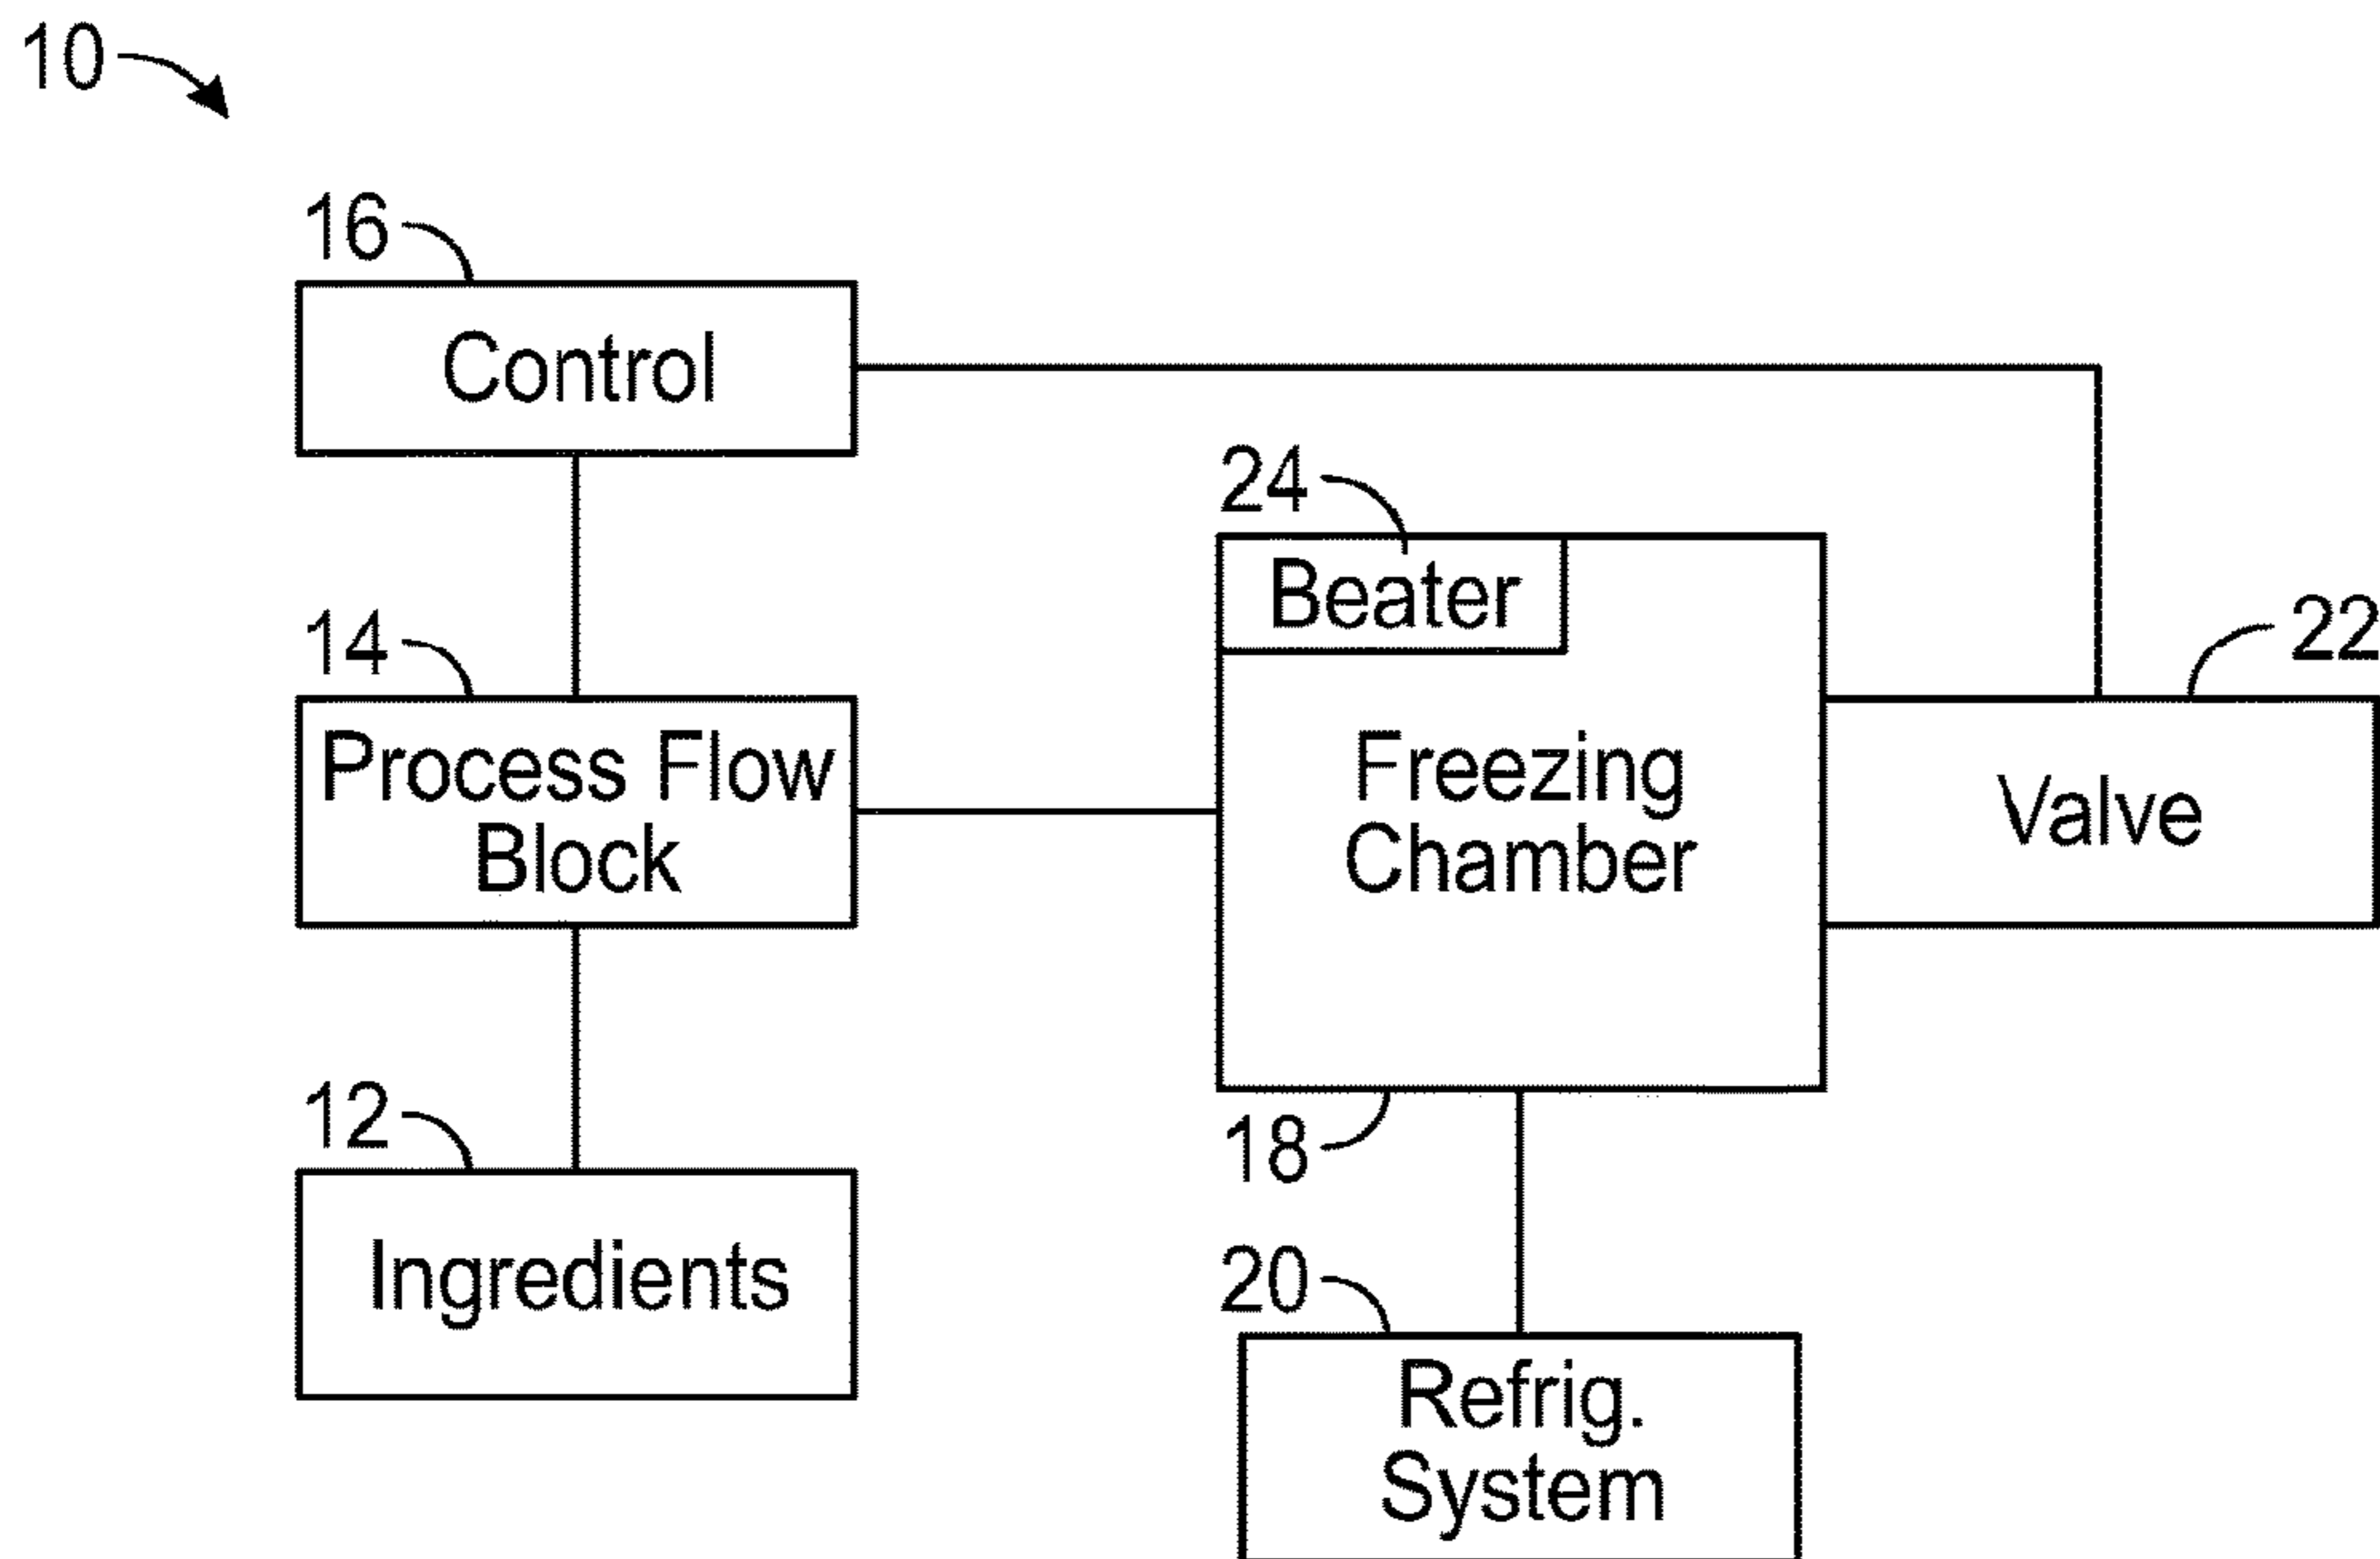 10
16
Control
24
Beater
14
22
Process Flow
Block
Freezing
Chamber
Valve
12
18
Ingredients
20
Refrig.
System